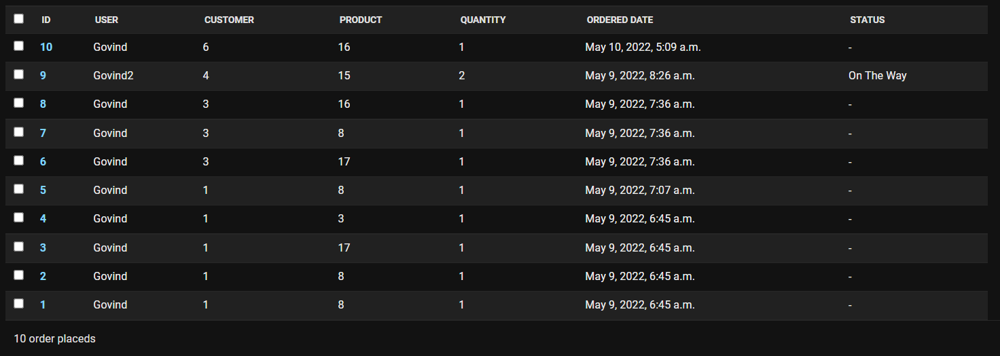 ID USER CUSTOMER PRODUCT QUANTITY ORDERED DATE STATUS
10 Govind 6 16 1 May 10, 2022, 5:09 a.m. -
9 Govind2 4 15 2 May 9, 2022, 8:26 a.m. On The Way
8 Govind 3 16 1 May 9, 2022, 7:36 a.m. -
7 Govind 3 8 1 May 9, 2022, 7:36 a.m. -
6 Govind 3 17 1 May 9, 2022, 7:36 a.m. -
5 Govind 1 8 1 May 9, 2022, 7:07 a.m. -
4 Govind 1 3 1 May 9, 2022, 6:45 a.m. -
3 Govind 1 17 1 May 9, 2022, 6:45 a.m. -
2 Govind 1 8 1 May 9, 2022, 6:45 a.m. -
1 Govind 1 8 1 May 9, 2022, 6:45 a.m. -
10 order placeds